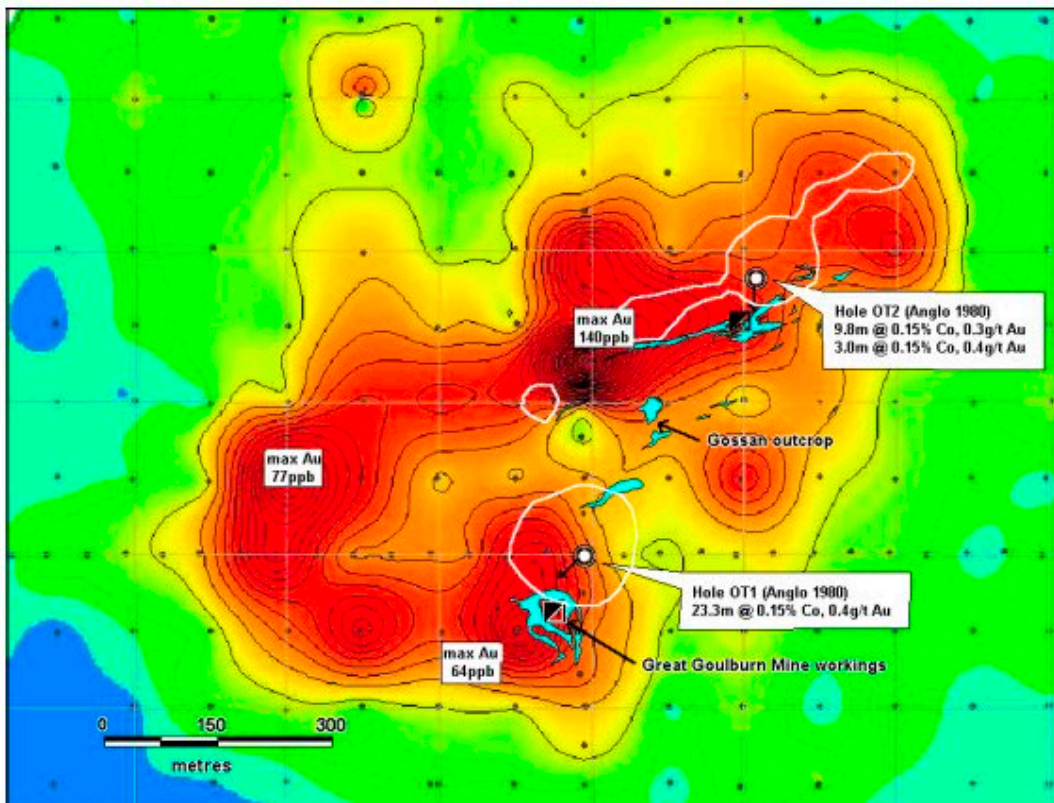 max Au
140ppb
Hole OT2 (Anglo 1980)
9.8m @ 0.15% Co, 0.3g/t Au
3.0m @ 0.15% Co, 0.4g/t Au
Gossan outcrop
max Au
77ppb
Hole OT1 (Anglo 1980)
23.3m @ 0.15% Co, 0.4g/t Au
max Au
64ppb
Great Goulburn Mine workings
0 150 300
metres